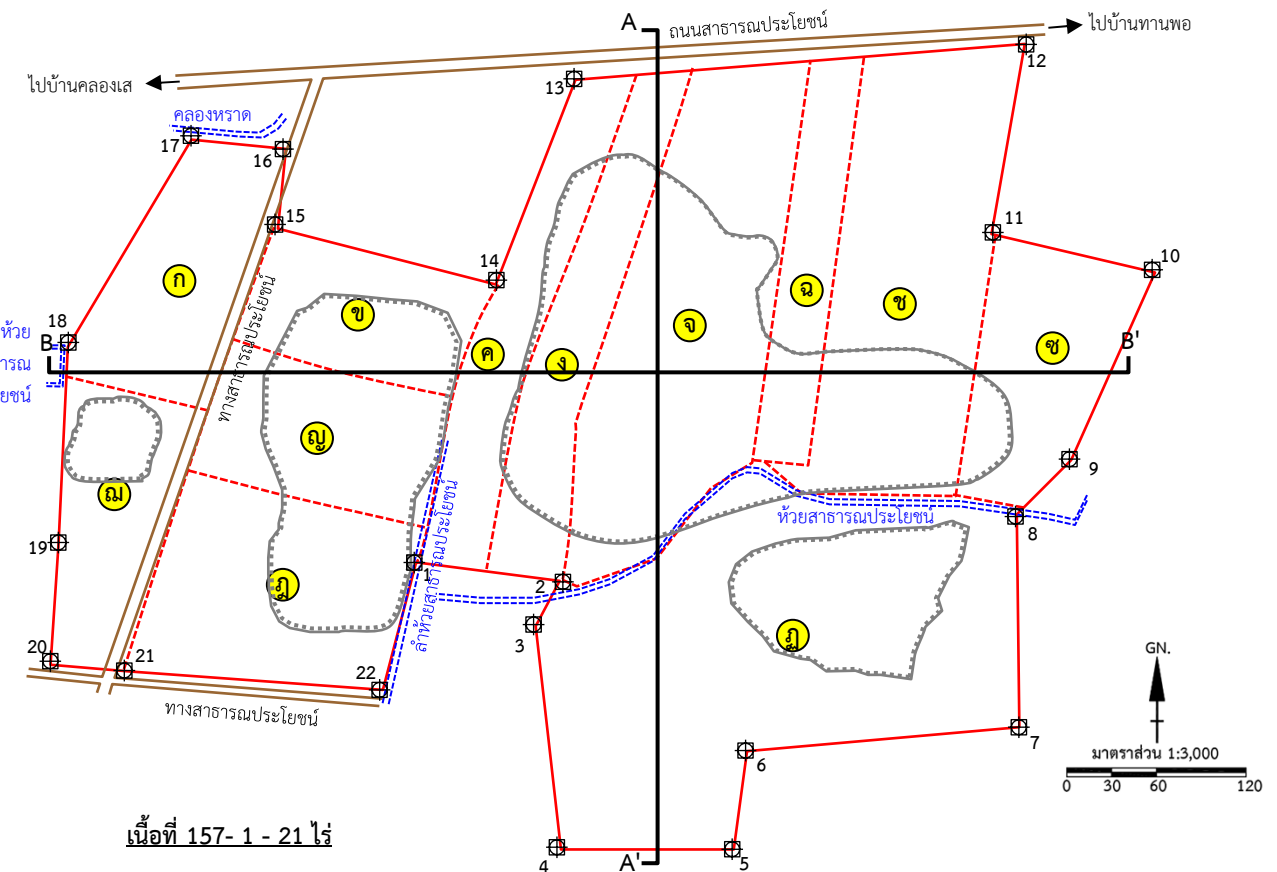 A
ถนนสาธารณประโยชน์
ไปบ้านทานพอ
12
ไปบ้านคลองเส
13
คลองหราด
17
16
15
11
14
10
ก
ข
ฉ
ช
18
ห้วย
B
ารณ
ยชน์
ทางสาธารณประโยชน์
ค
ง
จ
ซ
B'
ญ
9
ฌ
ลำห้วยสาธารณประโยชน์
ห้วยสาธารณประโยชน์
8
19
1
2
ฎ
3
ฎ
20
21
22
GN.
ทางสาธารณประโยชน์
7
6
มาตราส่วน 1:3,000
0 30 60 120
เนื้อที่ 157- 1 - 21 ไร่
4
A'
5